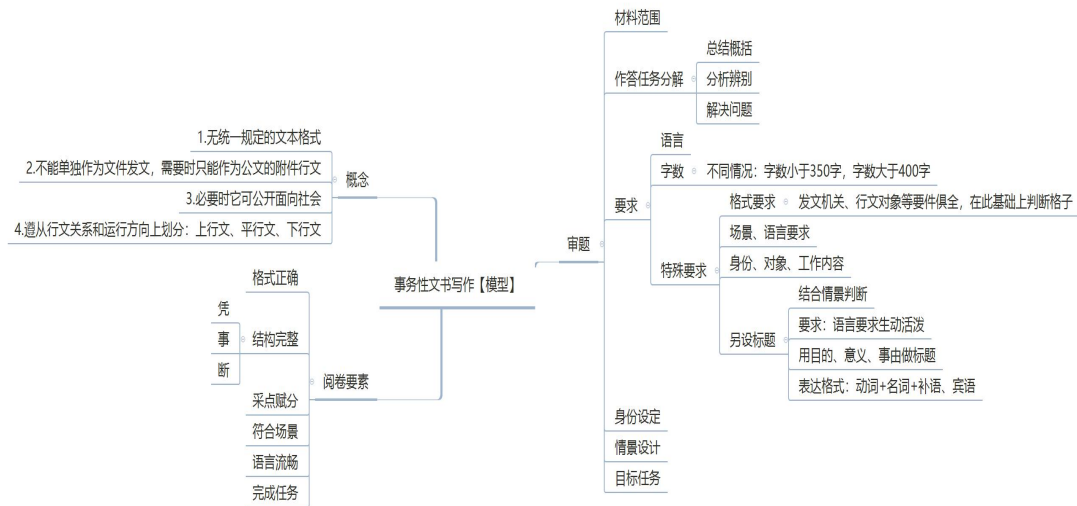 事务性文书写作【模型】
概念
1.无统一规定的文本格式
2.不能单独作为文件发文，需要时只能作为公文的附件行文
3.必要时它可公开面向社会
4.遵从行文关系和运行方向上划分：上行文、平行文、下行文
阅卷要素
格式正确
结构完整
凭
事
断
采点赋分
符合场景
语言流畅
完成任务
审题
材料范围
作答任务分解
总结概括
分析辨别
解决问题
要求
语言
字数
不同情况：字数小于350字，字数大于400字
特殊要求
格式要求
发文机关、行文对象等要件俱全，在此基础上判断格子
场景、语言要求
身份、对象、工作内容
另设标题
结合情景判断
要求：语言要求生动活泼
用目的、意义、事由做标题
表达格式：动词+名词+补语、宾语
身份设定
情景设计
目标任务